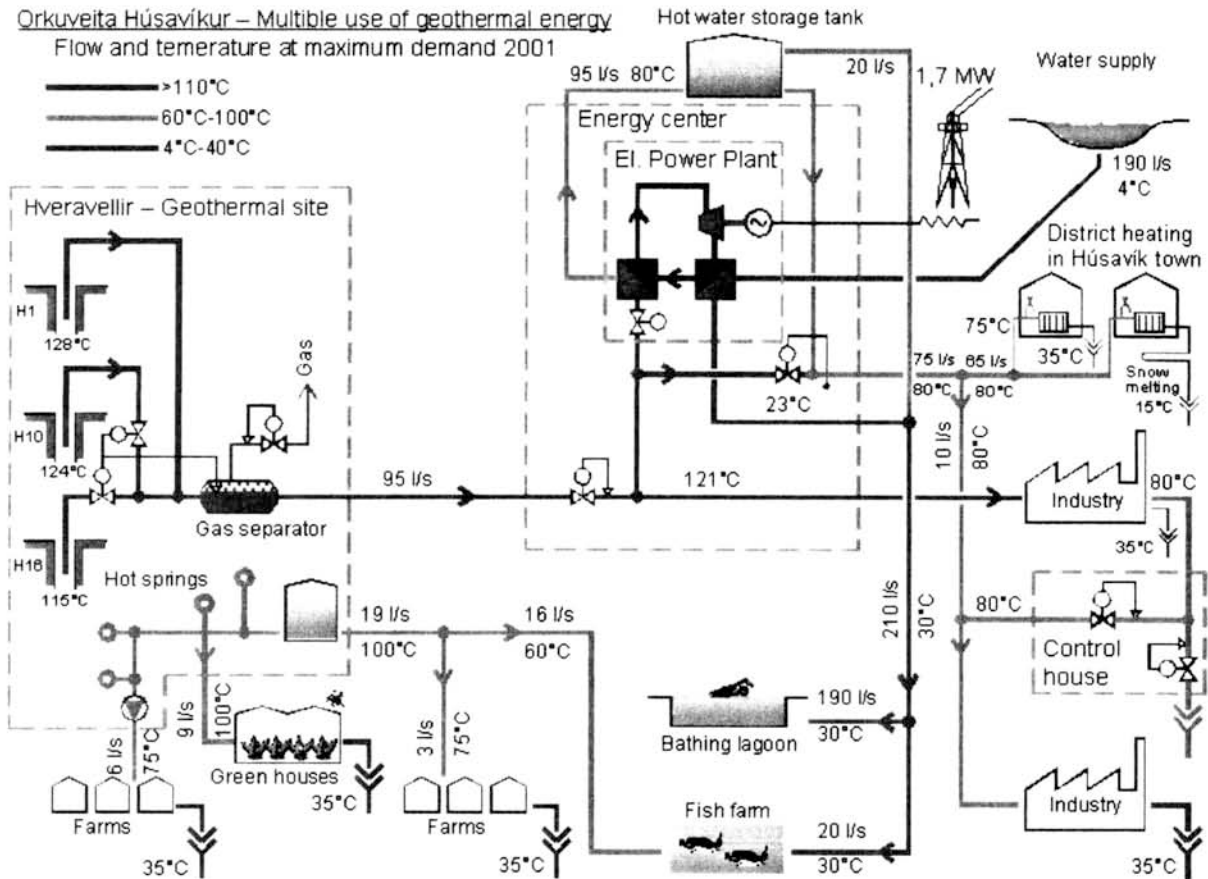 Orkuveita Húsavíkur – Multible use of geothermal energy
Flow and temerature at maximum demand 2001
>110°C
60°C-100°C
4°C-40°C
Hot water storage tank
95 l/s 80°C
20 l/s
1,7 MW
Water supply
190 l/s
4°C
Energy center
El. Power Plant
Hveravellir – Geothermal site
H1
128°C
H10
124°C
H16
115°C
Gas
Gas separator
95 l/s
121°C
23°C
District heating
in Húsavík town
75°C
35°C
75 l/s
80°C
65 l/s
80°C
Snow
melting
15°C
10 l/s
80°C
Industry
80°C
35°C
80°C
Control
house
Hot springs
19 l/s
100°C
16 l/s
60°C
210 l/s
30°C
6 l/s
75°C
9 l/s
100°C
Green houses
35°C
3 l/s
75°C
Bathing lagoon
190 l/s
30°C
Farms
35°C
Farms
35°C
Fish farm
20 l/s
30°C
Industry
35°C